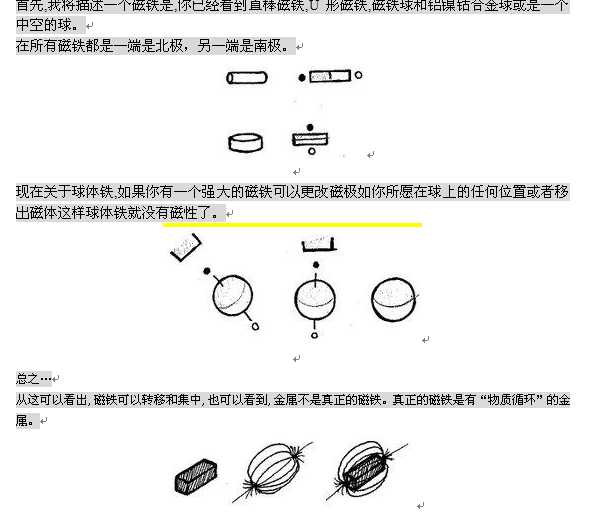 首先,我将描述一个磁铁是,你已经看到直棒磁铁,U 形磁铁,磁铁球和铝镍钴合金球或是一个
中空的球。
在所有磁铁都是一端是北极，另一端是南极。
现在关于球体铁,如果你有一个强大的磁铁可以更改磁极如你所愿在球上的任何位置或者移
出磁体这样球体铁就没有磁性了。
总之…
从这可以看出,磁铁可以转移和集中,也可以看到,金属不是真正的磁铁。真正的磁铁是有“物质循环”的金
属。